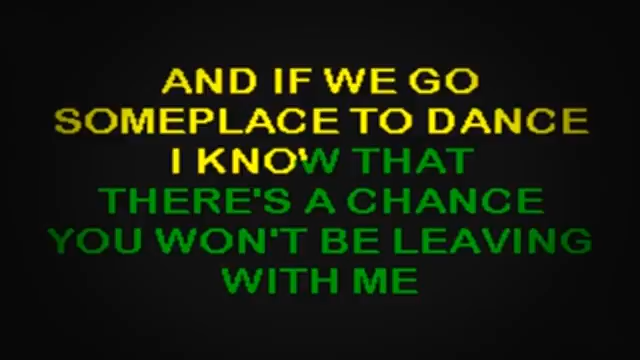 AND IF WE GO
SOMEPLACE TO DANCE
I KNOW THAT
THERE'S A CHANCE
YOU WON'T BE LEAVING
WITH ME